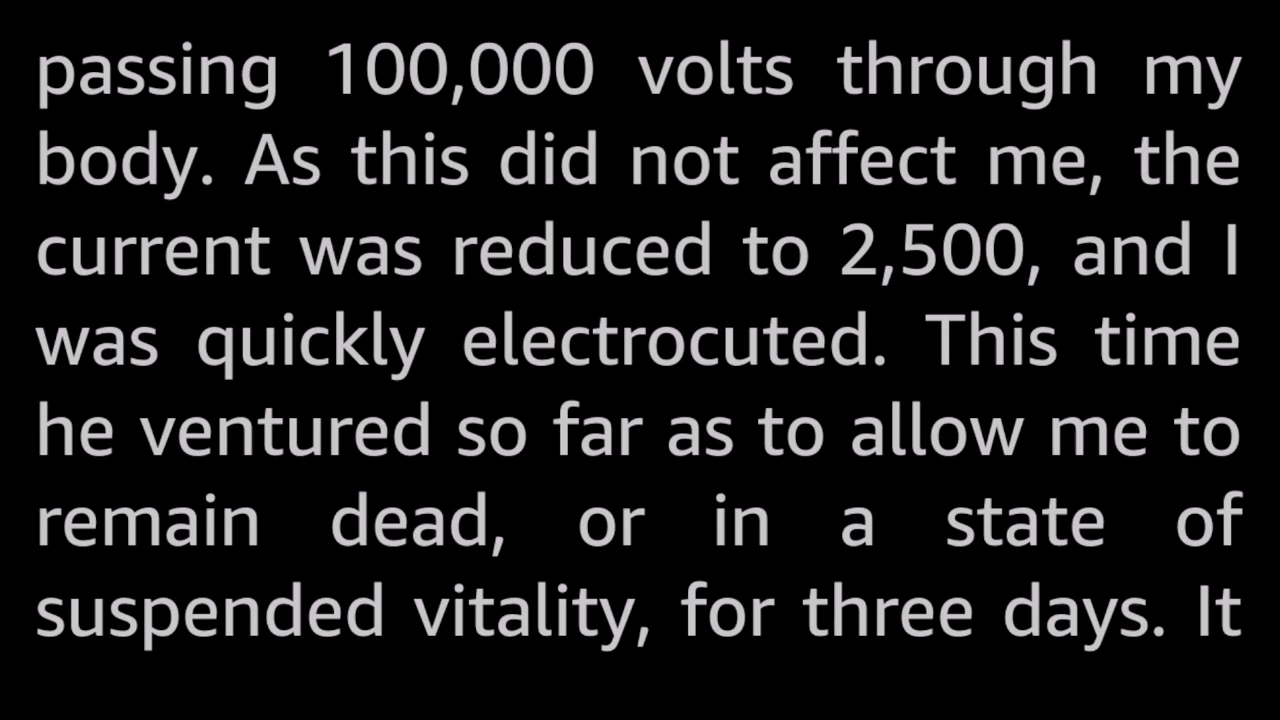 passing 100,000 volts through my
body. As this did not affect me, the
current was reduced to 2,500, and I
was quickly electrocuted. This time
he ventured so far as to allow me to
remain dead, or in a state of
suspended vitality, for three days. It